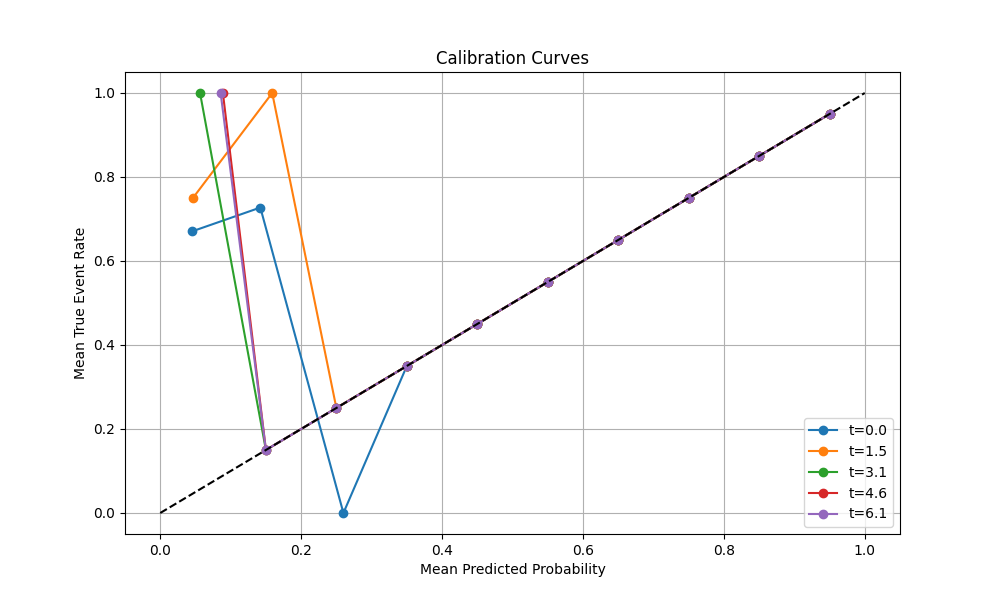 Calibration Curves
Mean True Event Rate
1.0
0.8
0.6
0.4
0.2
0.0
0.0 0.2 0.4 0.6 0.8 1.0
Mean Predicted Probability
t=0.0
t=1.5
t=3.1
t=4.6
t=6.1